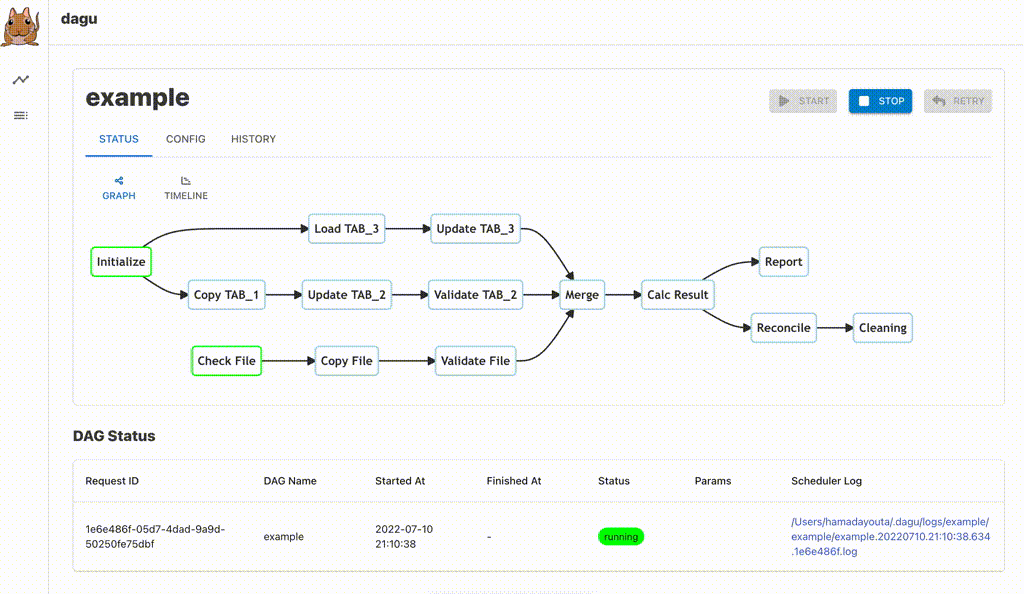 dagu
example
START
STOP
RETRY
STATUS
CONFIG
HISTORY
GRAPH
TIMELINE
Load TAB_3
Update TAB_3
Initialize
Report
Copy TAB_1
Update TAB_2
Validate TAB_2
Merge
Calc Result
Reconcile
Cleaning
Check File
Copy File
Validate File
DAG Status
Request ID
DAG Name
Started At
Finished At
Status
Params
Scheduler Log
1e6e486f-05d7-4dad-9a9d-
50250fe75dbf
example
2022-07-10
21:10:38
-
running
/Users/hamadayouta/.dagu/logs/example/
example/example.20220710.21:10:38.634
.1e6e486f.log